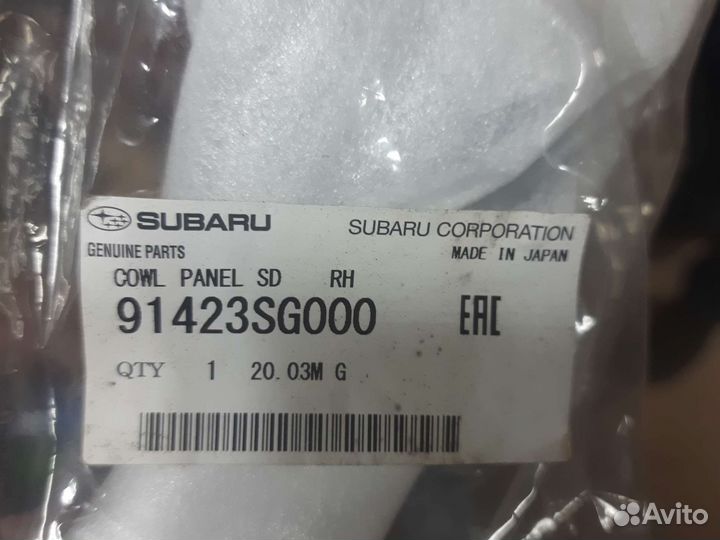 SUBARU SUBARU CORPORATION
GENUINE PARTS MADE IN JAPAN
COWL PANEL SD RH
91423SG000 EAC
QTY 1 20.03M G
Avito